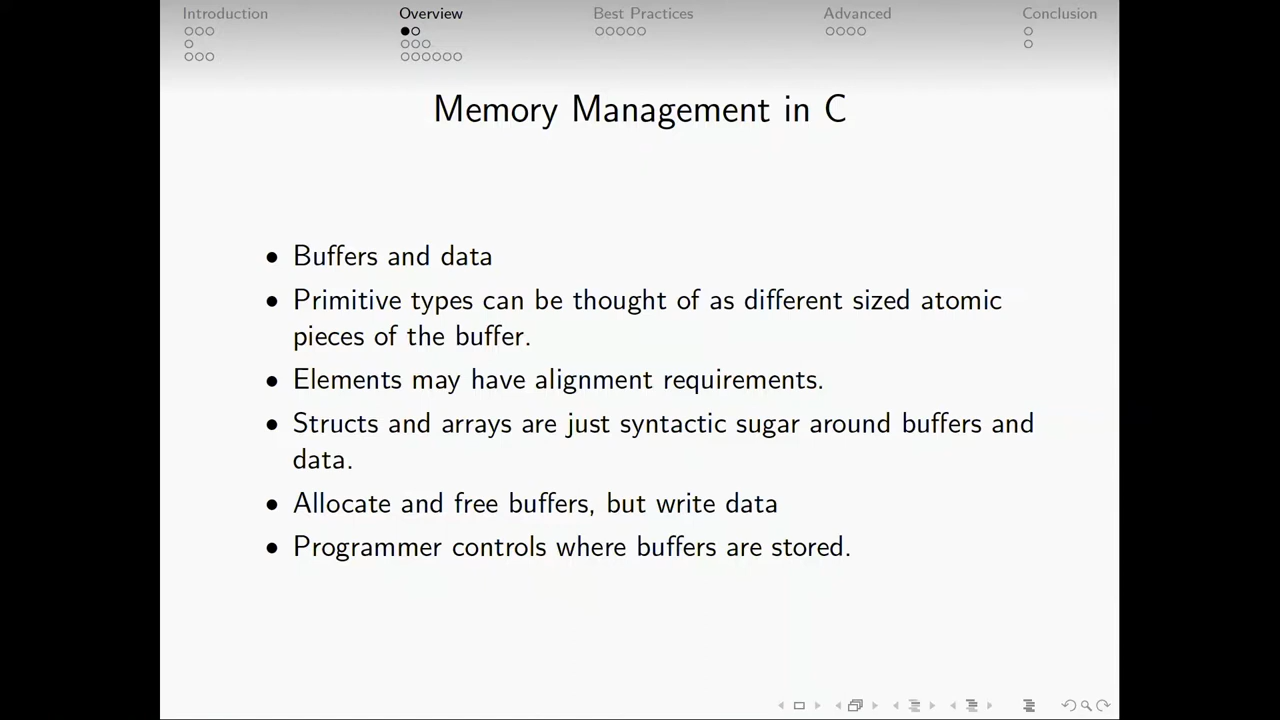 Introduction Overview Best Practices Advanced Conclusion
Memory Management in C
• Buffers and data
• Primitive types can be thought of as different sized atomic
pieces of the buffer.
• Elements may have alignment requirements.
• Structs and arrays are just syntactic sugar around buffers and
data.
• Allocate and free buffers, but write data
• Programmer controls where buffers are stored.